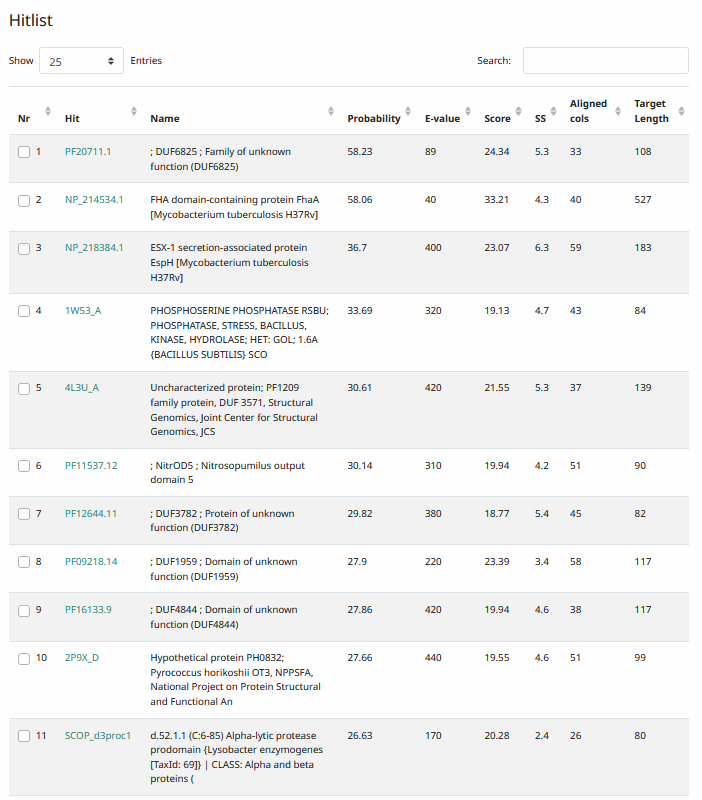 Hitlist
Show 25 Entries Search:
Nr Hit Name Probability E-value Score SS Aligned cols Target Length
1 PF20711.1 ; DUF6825 ; Family of unknown 58.23 89 24.34 5.3 33 108
function (DUF6825)
2 NP_214534.1 FHA domain-containing protein FhaA 58.06 40 33.21 4.3 40 527
[Mycobacterium tuberculosis H37Rv]
3 NP_218384.1 ESX-1 secretion-associated protein 36.7 400 23.07 6.3 59 183
EspH [Mycobacterium tuberculosis
H37Rv]
4 1W53_A PHOSPHOSERINE PHOSPHATASE RSBU; 33.69 320 19.13 4.7 43 84
PHOSPHATASE, STRESS, BACILLUS,
KINASE, HYDROLASE; HET: GOL; 1.6A
{BACILLUS SUBTILIS} SCO
5 4L3U_A Uncharacterized protein; PF1209 30.61 420 21.55 5.3 37 139
family protein, DUF 3571, Structural
Genomics, Joint Center for Structural
Genomics, JCS
6 PF11537.12 ; NitrOD5 ; Nitrosopumilus output 30.14 310 19.94 4.2 51 90
domain 5
7 PF12644.11 ; DUF3782 ; Protein of unknown 29.82 380 18.77 5.4 45 82
function (DUF3782)
8 PF09218.14 ; DUF1959 ; Domain of unknown 27.9 220 23.39 3.4 58 117
function (DUF1959)
9 PF16133.9 ; DUF4844 ; Domain of unknown 27.86 420 19.94 4.6 38 117
function (DUF4844)
10 2P9X_D Hypothetical protein PH0832; 27.66 440 19.55 4.6 51 99
Pyrococcus horikoshii OT3, NPPSFA,
National Project on Protein Structural
and Functional An
11 SCOP_d3proc1 d.52.1.1 (C:6-85) Alpha-lytic protease 26.63 170 20.28 2.4 26 80
prodomain {Lysobacter enzymogenes
[TaxId: 69]} | CLASS: Alpha and beta
proteins (